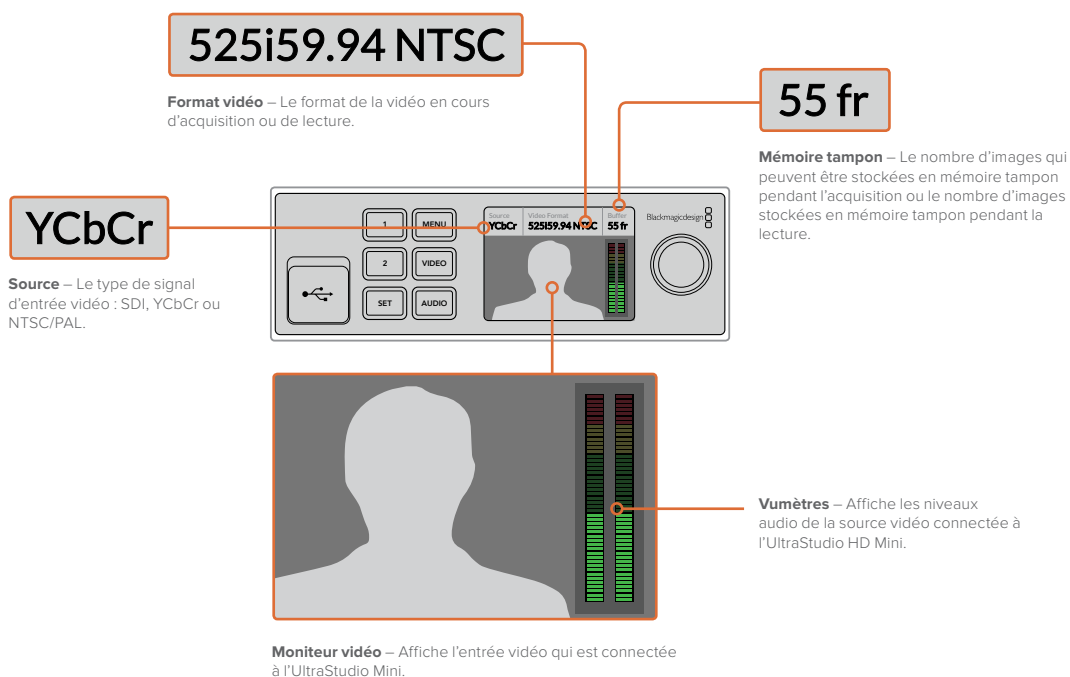 525i59.94 NTSC
Format vidéo – Le format de la vidéo en cours
d’acquisition ou de lecture.
55 fr
Mémoire tampon – Le nombre d’images qui
peuvent être stockées en mémoire tampon
pendant l’acquisition ou le nombre d’images
stockées en mémoire tampon pendant la
lecture.
YCbCr
Source – Le type de signal
d’entrée vidéo : SDI, YCbCr ou
NTSC/PAL.
1
MENU
2
VIDEO
SET
AUDIO
Source
YCbCr
Video Format
525i59.94 NTSC
Buffer
55 fr
Blackmagicdesign
Vumètres – Affiche les niveaux
audio de la source vidéo connectée à
l’UltraStudio HD Mini.
Moniteur vidéo – Affiche l’entrée vidéo qui est connectée
à l’UltraStudio Mini.